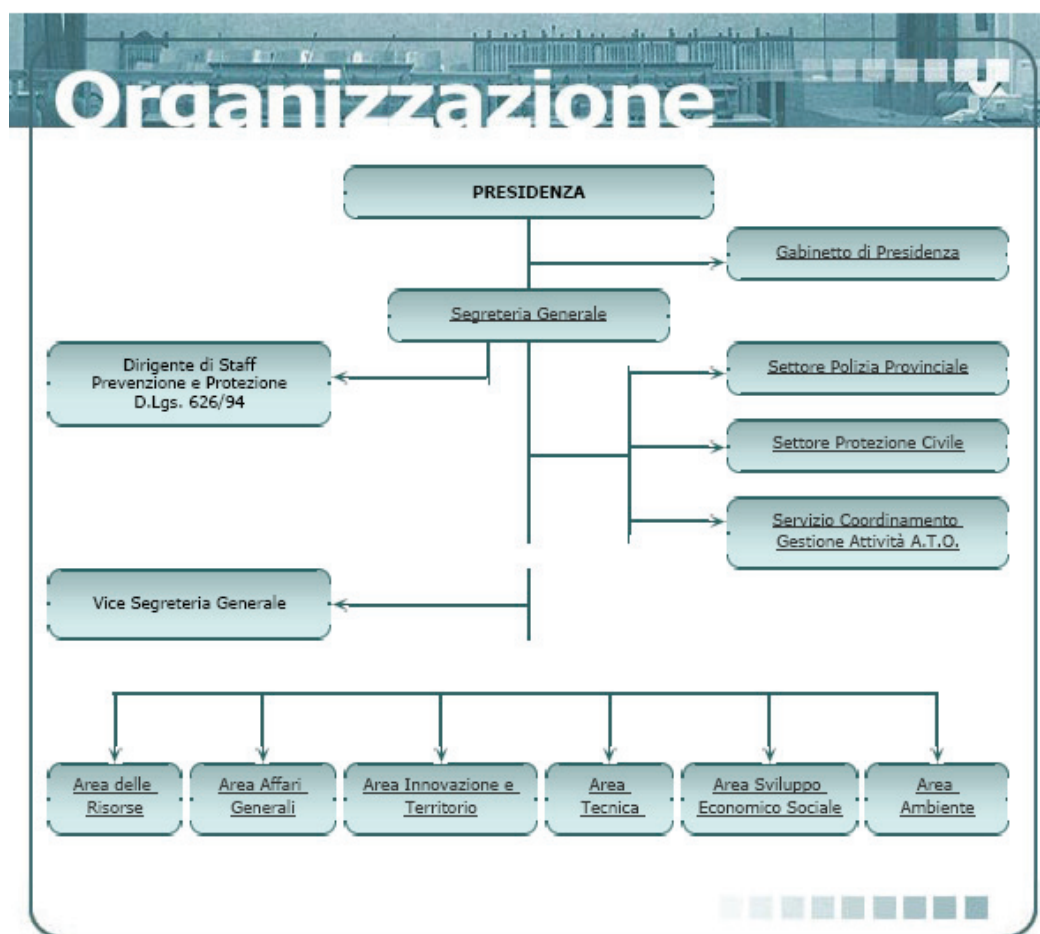 Organizzazione
PRESIDENZA
Gabinetto di Presidenza
Segreteria Generale
Dirigente di Staff
Prevenzione e Protezione
D.Lgs. 626/94
Settore Polizia Provinciale
Settore Protezione Civile
Servizio Coordinamento
Gestione Attività A.T.O.
Vice Segreteria Generale
Area delle
Risorse
Area Affari
Generali
Area Innovazione e
Territorio
Area
Tecnica
Area Sviluppo
Economico Sociale
Area
Ambiente